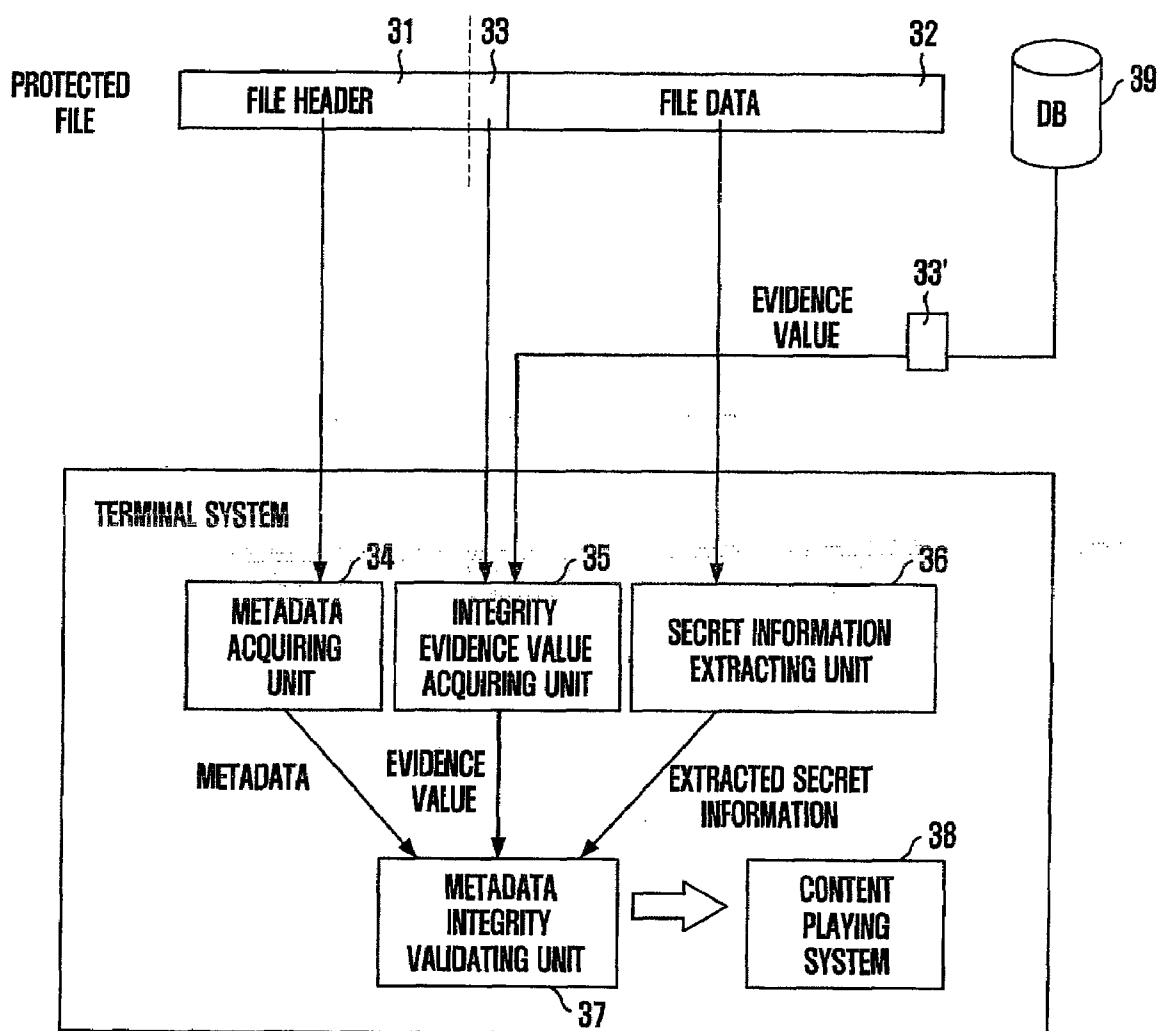 31
33
32
39
PROTECTED
FILE
FILE HEADER
FILE DATA
DB
33'
EVIDENCE
VALUE
TERMINAL SYSTEM
34
35
36
METADATA
ACQUIRING
UNIT
INTEGRITY
EVIDENCE VALUE
ACQUIRING UNIT
SECRET INFORMATION
EXTRACTING UNIT
METADATA
EVIDENCE
VALUE
EXTRACTED SECRET
INFORMATION
38
METADATA
INTEGRITY
VALIDATING UNIT
CONTENT
PLAYING
SYSTEM
37